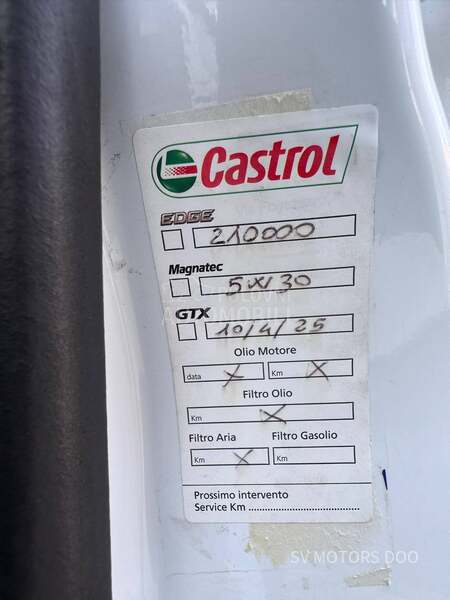 Castrol
EDGE
210000
Magnatec
5W30
GTX
10/4/25
Olio Motore
data X Km X
Filtro Olio
Km X
Filtro Aria Filtro Gasolio
Km X Km
Prossimo intervento
Service Km
SV MOTORS DOO